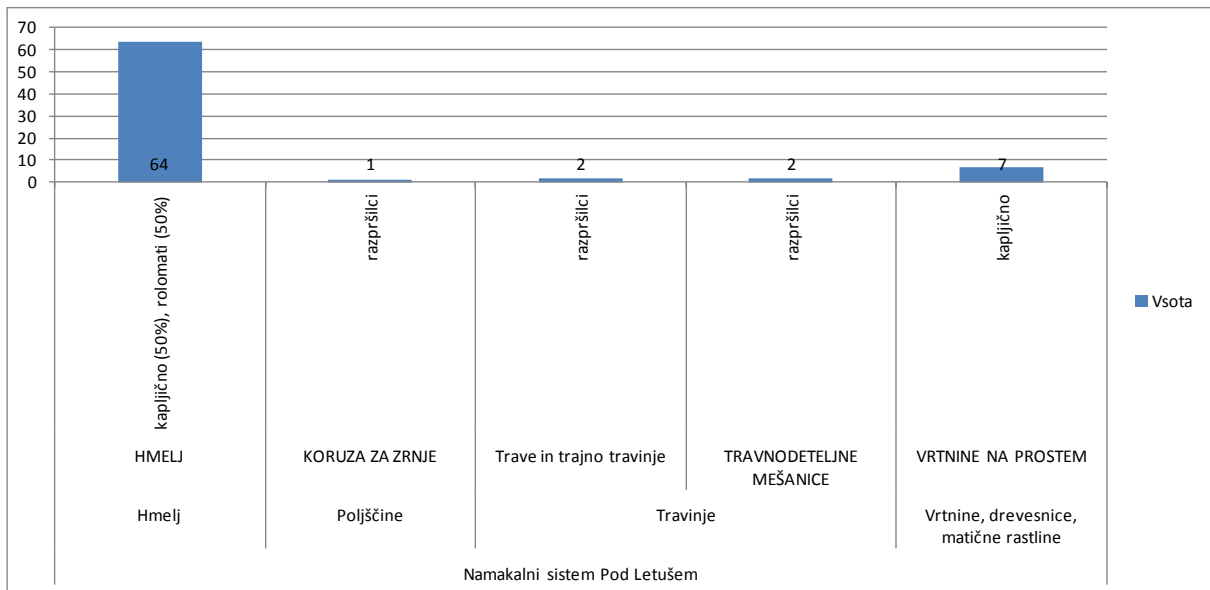 70
60
50
40
30
20
10
0
64
1
2
2
7
kapljično (50%), rolomati (50%)
razpršilci
razpršilci
razpršilci
kapljično
Vsota
HMELJ
KORUZA ZA ZRNJE
Trave in trajno travinje
TRAVNODETELJNE
MEŠANICE
VRTNINE NA PROSTEM
Hmelj
Poljščine
Travinje
Vrtnine, drevesnice,
matične rastline
Namakalni sistem Pod Letušem